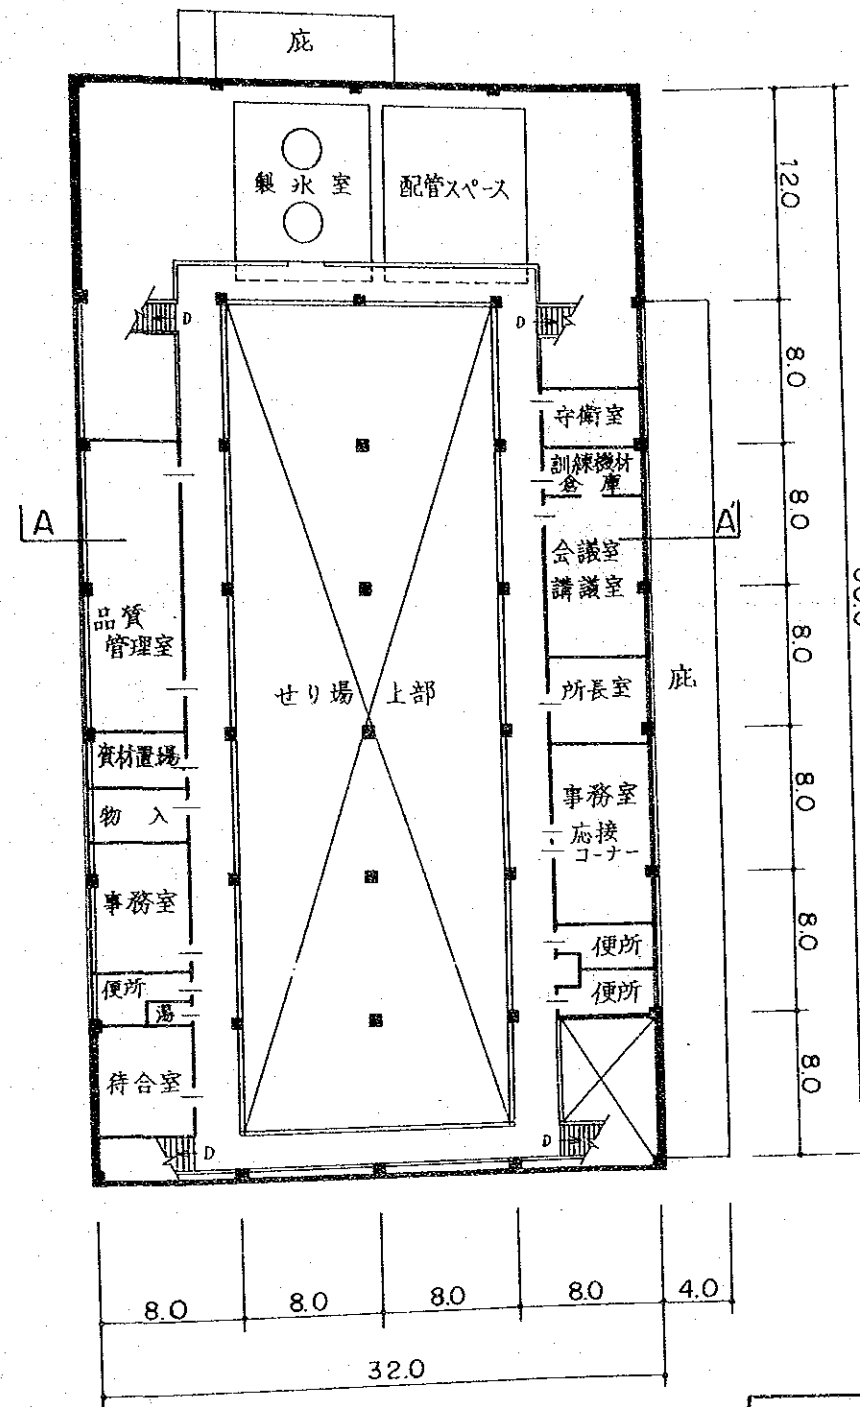 庇
製氷室
配管スペース
12.0
D
D
8.0
守衛室
訓練機材
倉庫
8.0
A
A'
会議室
講議室
品質
管理室
8.0
せり場 上部
所長室
庇
資材置場
8.0
物入
事務室
応接
コーナー
事務室
8.0
便所
便所
便所
湯
8.0
待合室
D
D
8.0
8.0
8.0
8.0
4.0
32.0